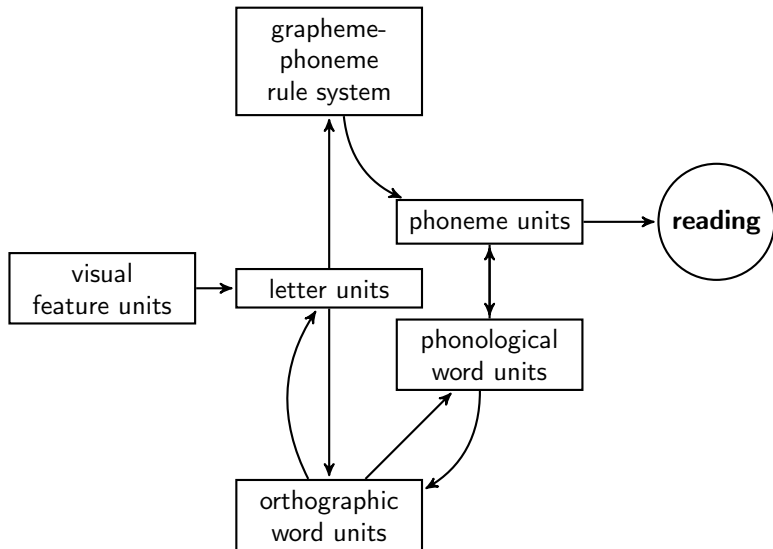 grapheme-
phoneme
rule system
phoneme units
reading
visual
feature units
letter units
phonological
word units
orthographic
word units